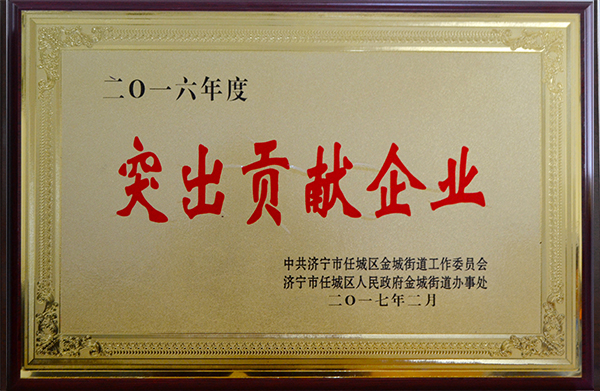 二〇一六年度
突出贡献企业
中共济宁市任城区金城街道工作委员会
济宁市任城区人民政府金城街道办事处
二〇一七年二月